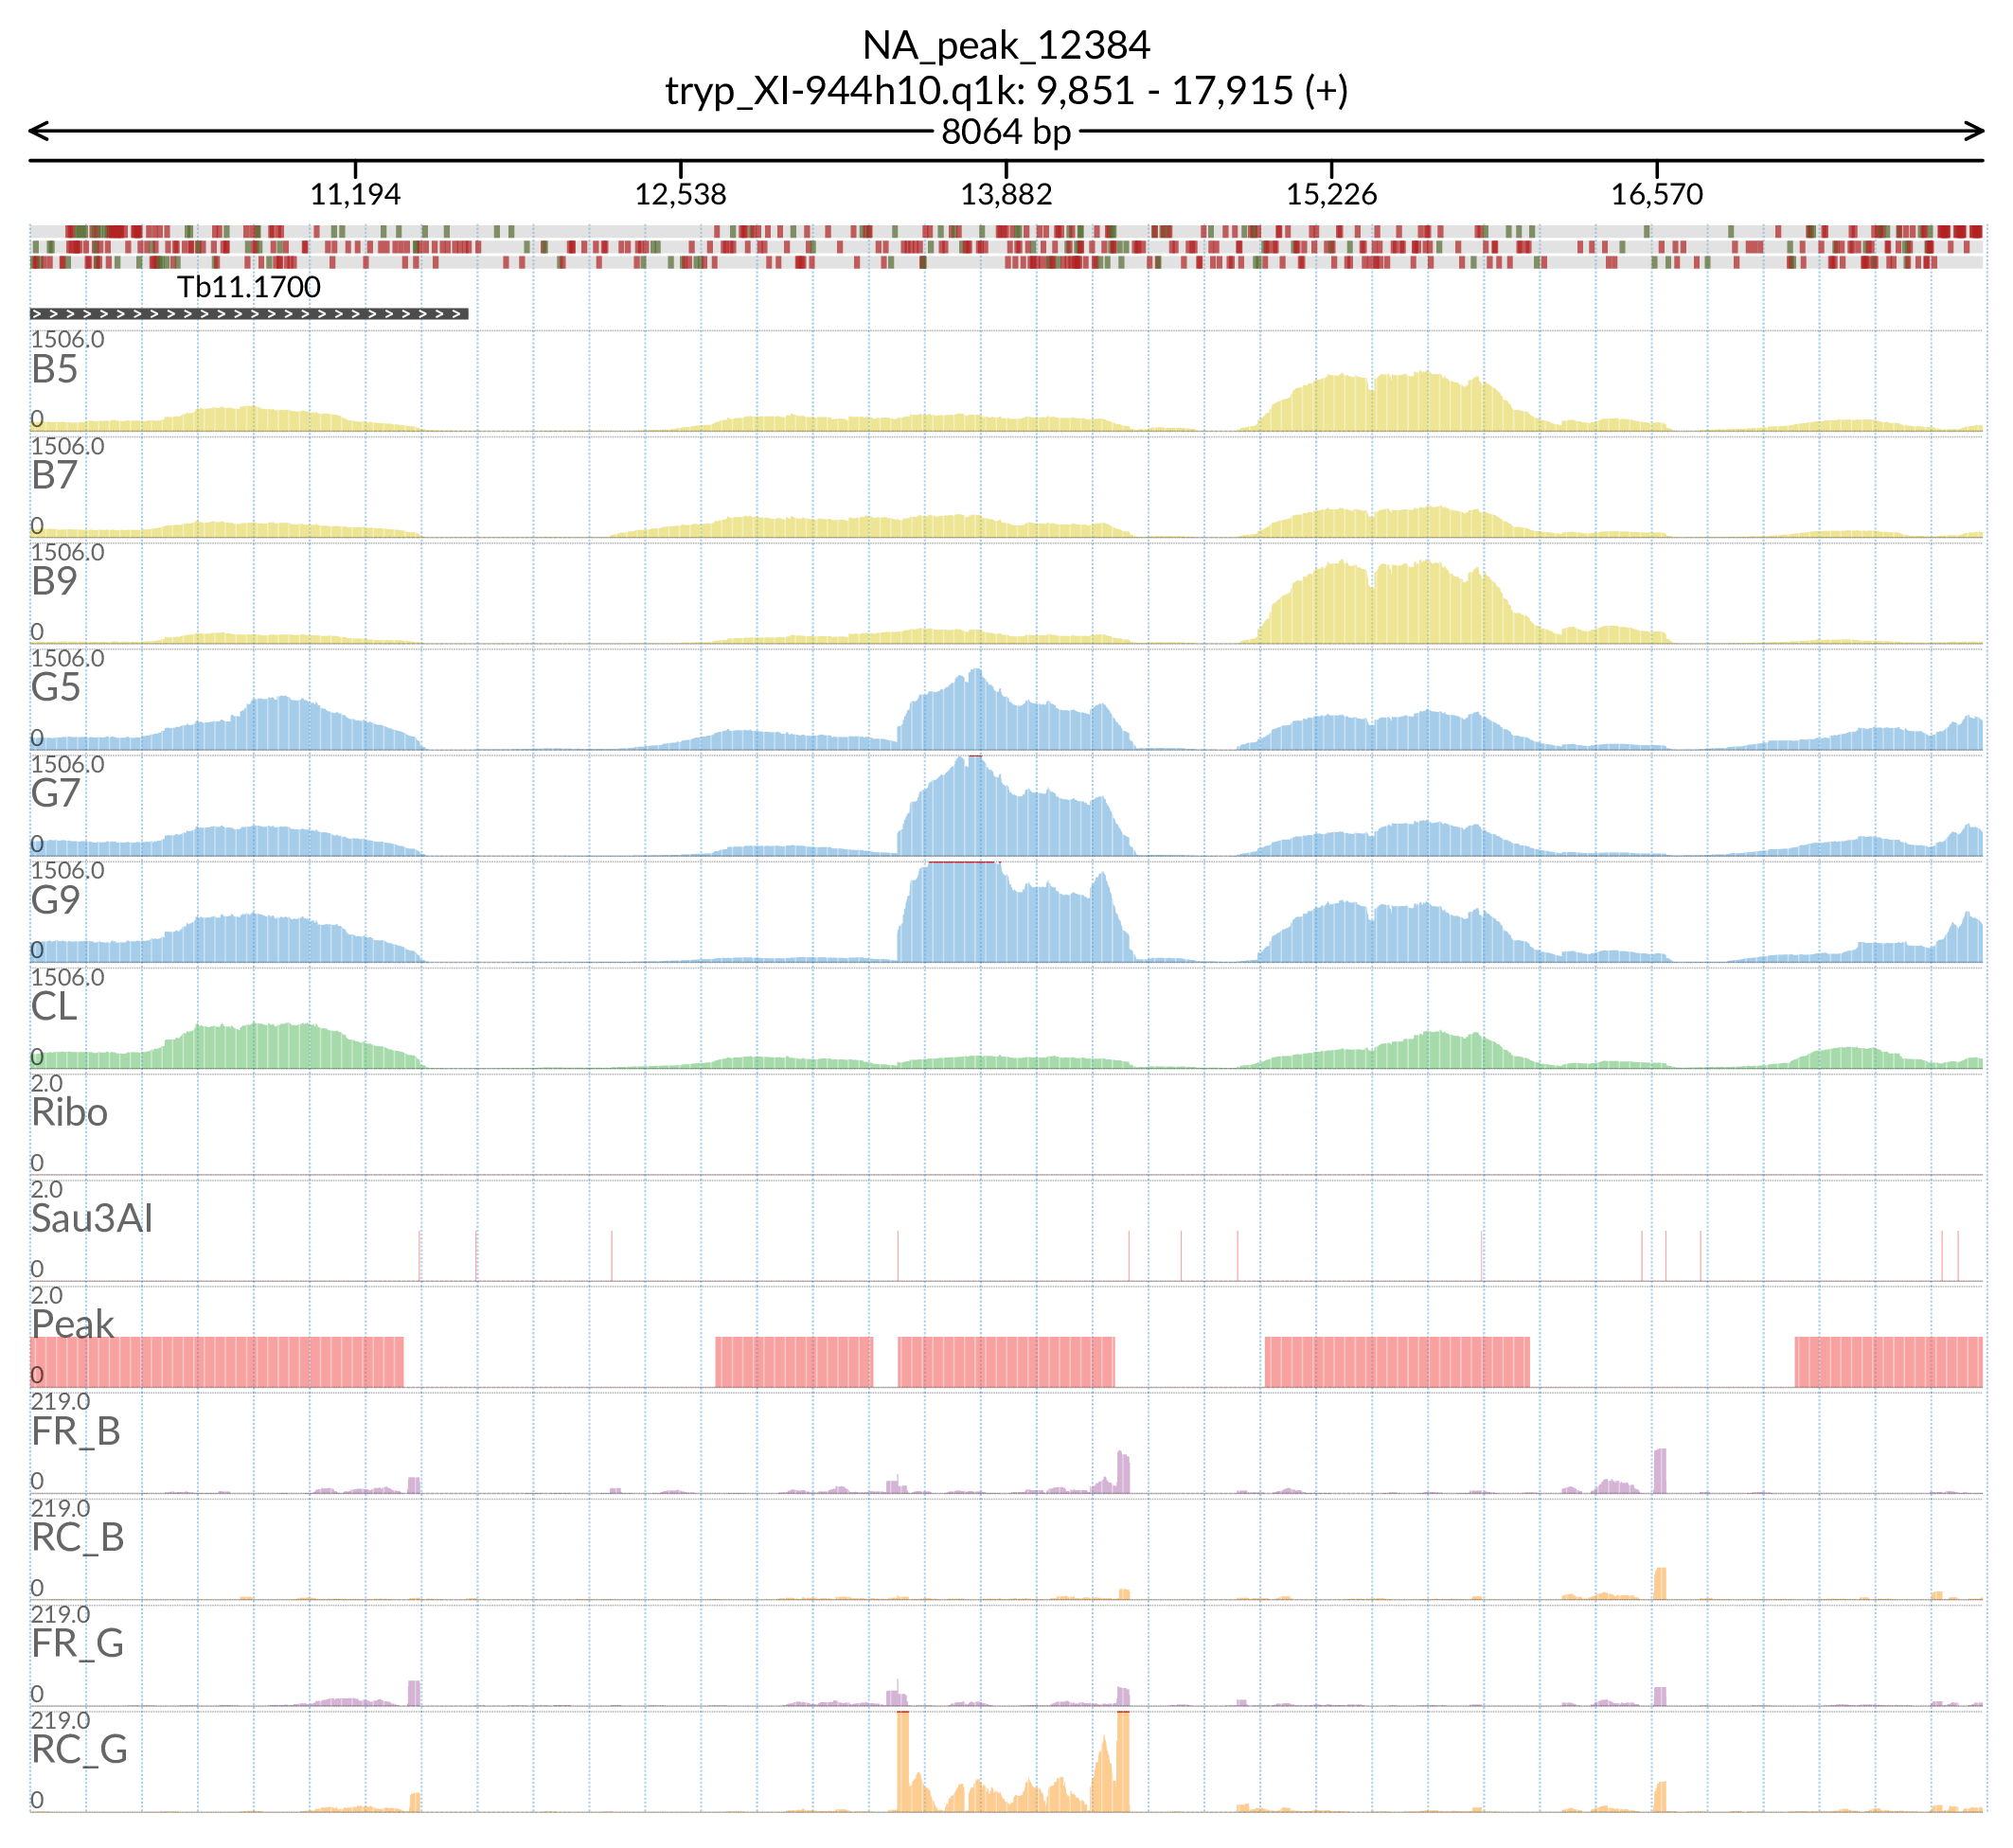 NA_peak_12384
tryp_XI-944h10.q1k: 9,851 - 17,915 (+)
8064 bp
11,194 12,538 13,882 15,226 16,570
Tb11.1700
1506.0
B5
0
1506.0
B7
0
1506.0
B9
0
1506.0
G5
0
1506.0
G7
0
1506.0
G9
0
1506.0
CL
0
2.0
Ribo
0
2.0
Sau3AI
0
2.0
Peak
0
219.0
FR_B
0
219.0
RC_B
0
219.0
FR_G
0
219.0
RC_G
0